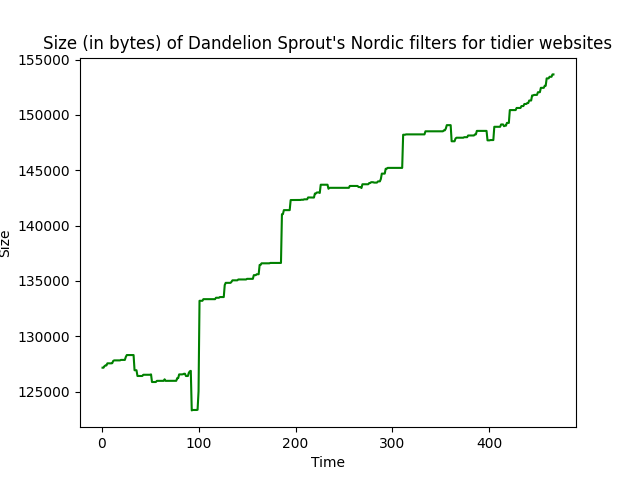 Size (in bytes) of Dandelion Sprout's Nordic filters for tidier websites
155000
150000
145000
140000
135000
130000
125000
Size
0 100 200 300 400
Time